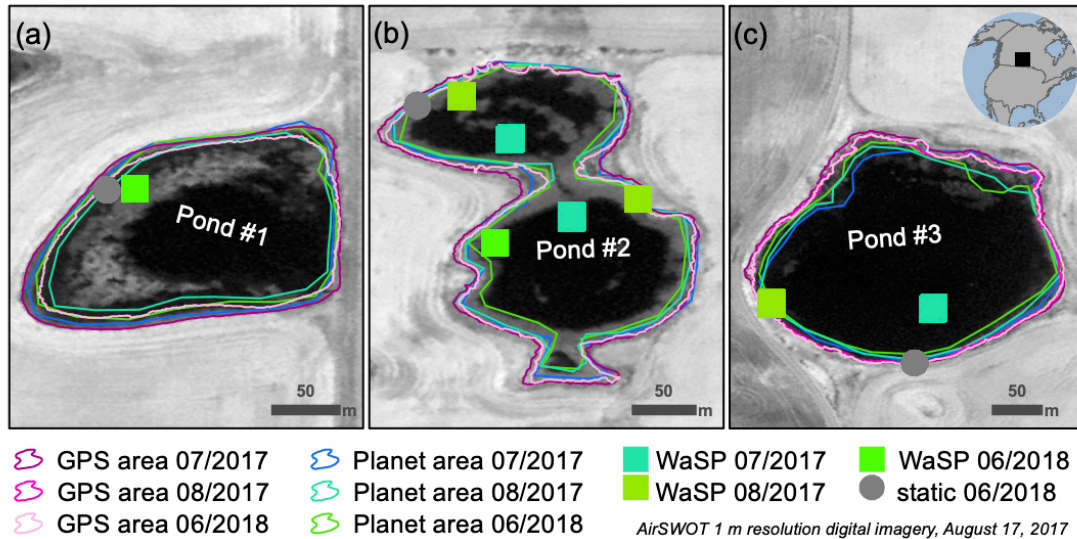 (a)
(b)
(c)
Pond #1
Pond #2
Pond #3
50
m
50
m
50
m
GPS area 07/2017
Planet area 07/2017
WaSP 07/2017
WaSP 06/2018
GPS area 08/2017
Planet area 08/2017
WaSP 08/2017
static 06/2018
GPS area 06/2018
Planet area 06/2018
AirSWOT 1 m resolution digital imagery, August 17, 2017